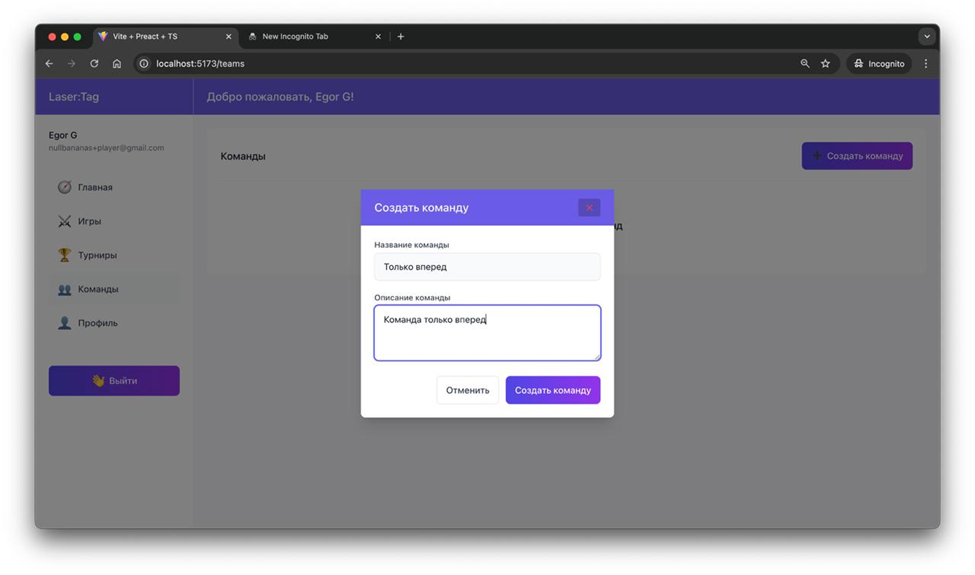 Vite + Preact + TS
New Incognito Tab
localhost:5173/teams
Incognito
Laser:Tag
Добро пожаловать, Egor G!
Egor G
nullbananas+player@gmail.com
Главная
Игры
Турниры
Команды
Профиль
Выйти
Команды
Создать команду
Создать команду
Название команды
Только вперед
Описание команды
Команда только вперед
Отменить
Создать команду